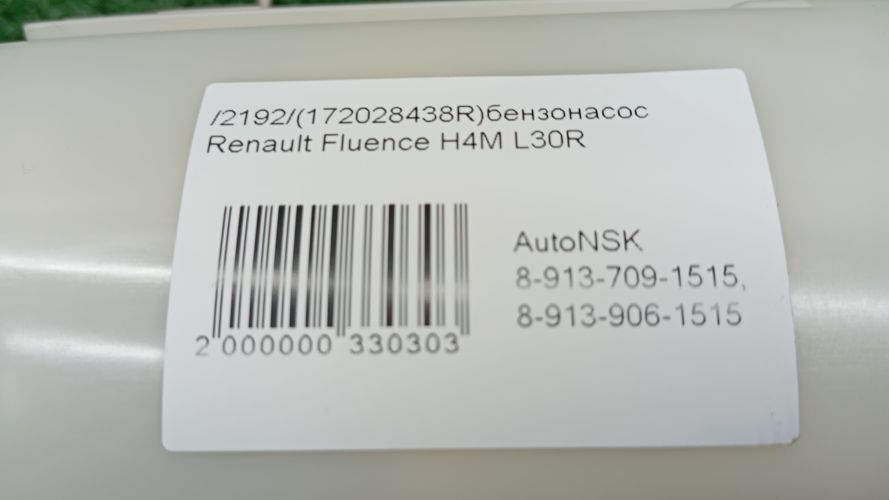 /2192/(172028438R)бензонасос
Renault Fluence H4M L30R
AutoNSK
8-913-709-1515,
8-913-906-1515
2 000000 330303